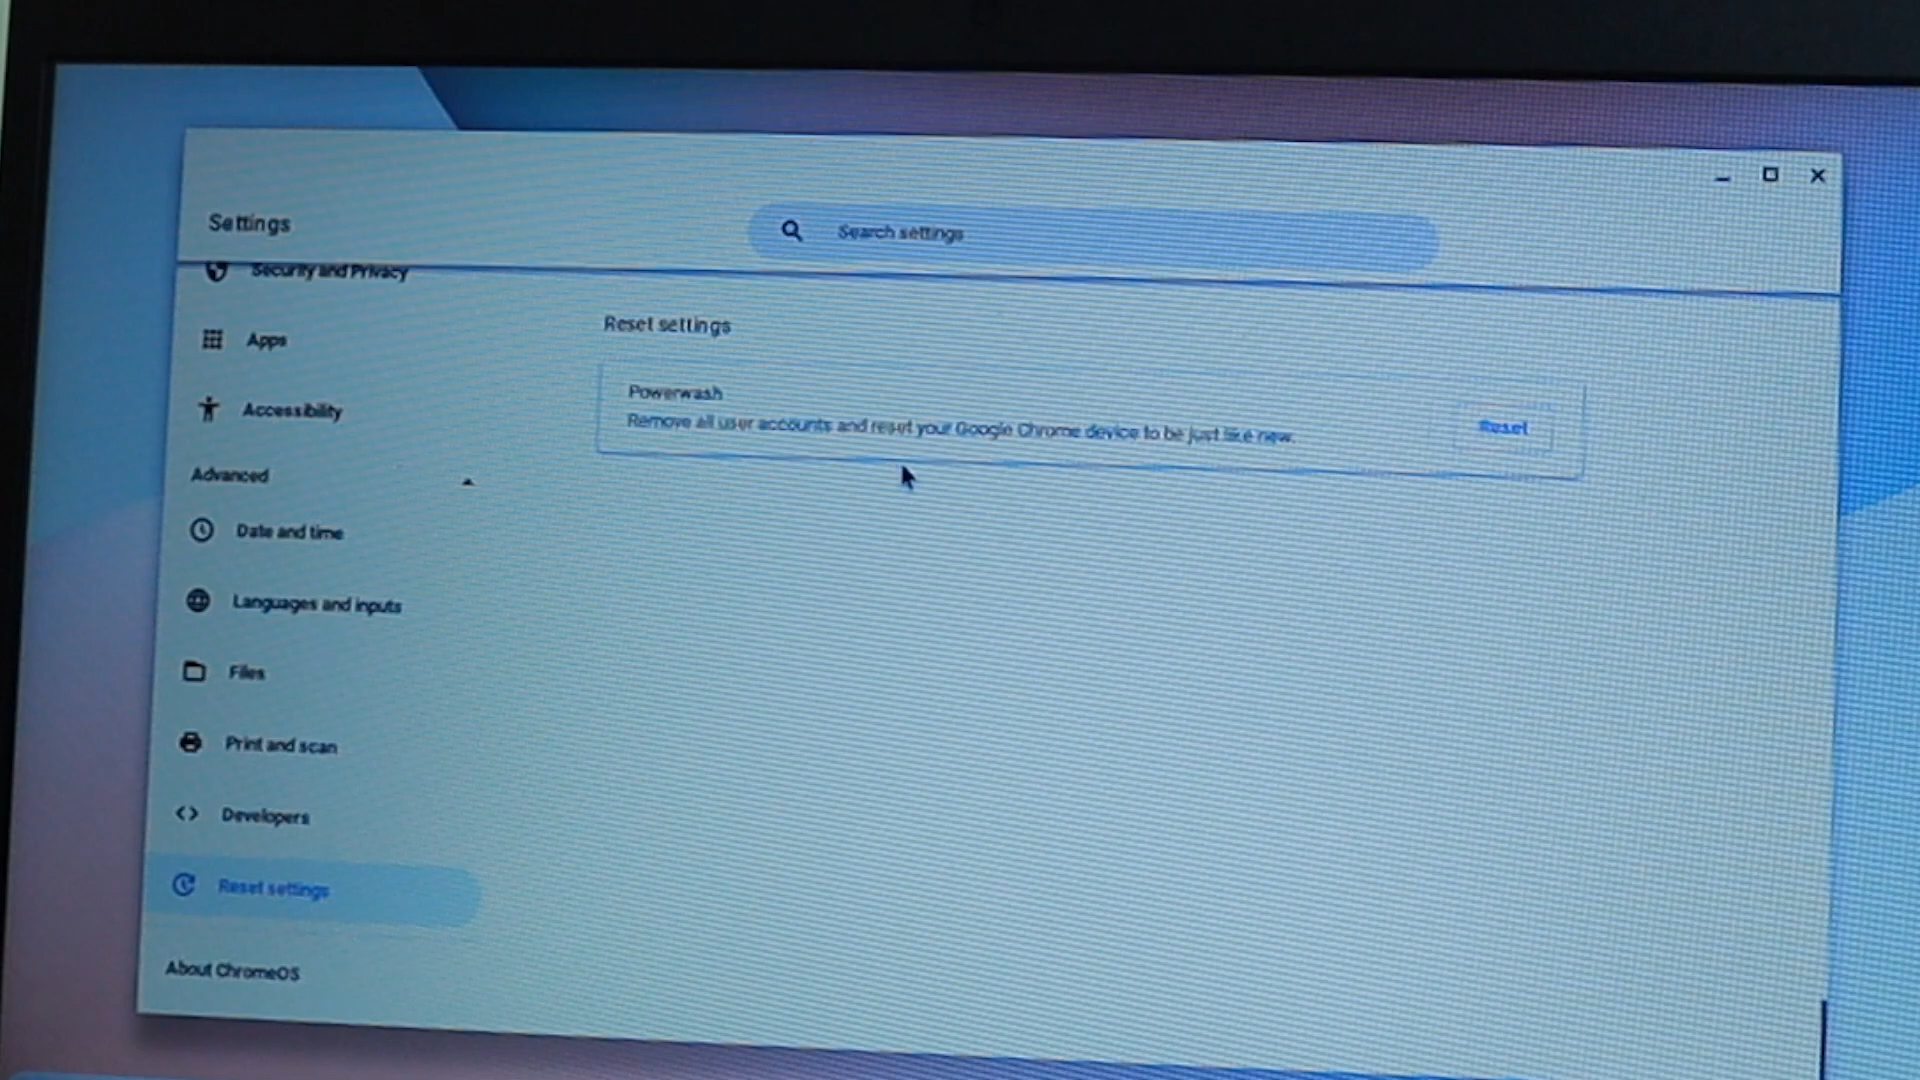 Settings
Search settings
Security and Privacy
Apps
Accessibility
Advanced
Date and time
Languages and inputs
Files
Print and scan
Developers
Reset settings
About ChromeOS
Reset settings
Powerwash
Remove all user accounts and reset your Google Chrome device to be just like new.
Reset